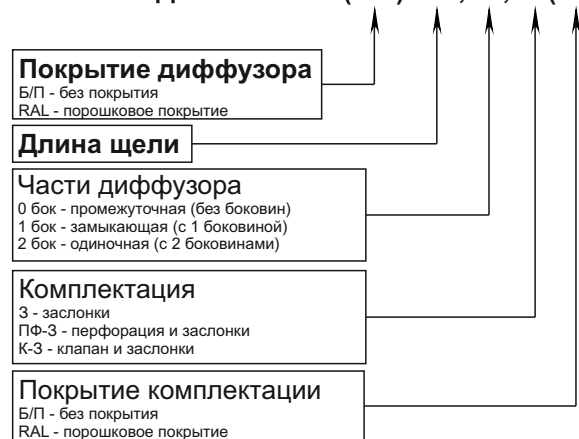 Покрытие диффузора
Б/П - без покрытия
RAL - порошковое покрытие
Длина щели
Части диффузора
0 бок - промежуточная (без боковин)
1 бок - замыкающая (с 1 боковиной)
2 бок - одиночная (с 2 боковинами)
Комплектация
З - заслонки
ПФ-З - перфорация и заслонки
К-З - клапан и заслонки
Покрытие комплектации
Б/П - без покрытия
RAL - порошковое покрытие